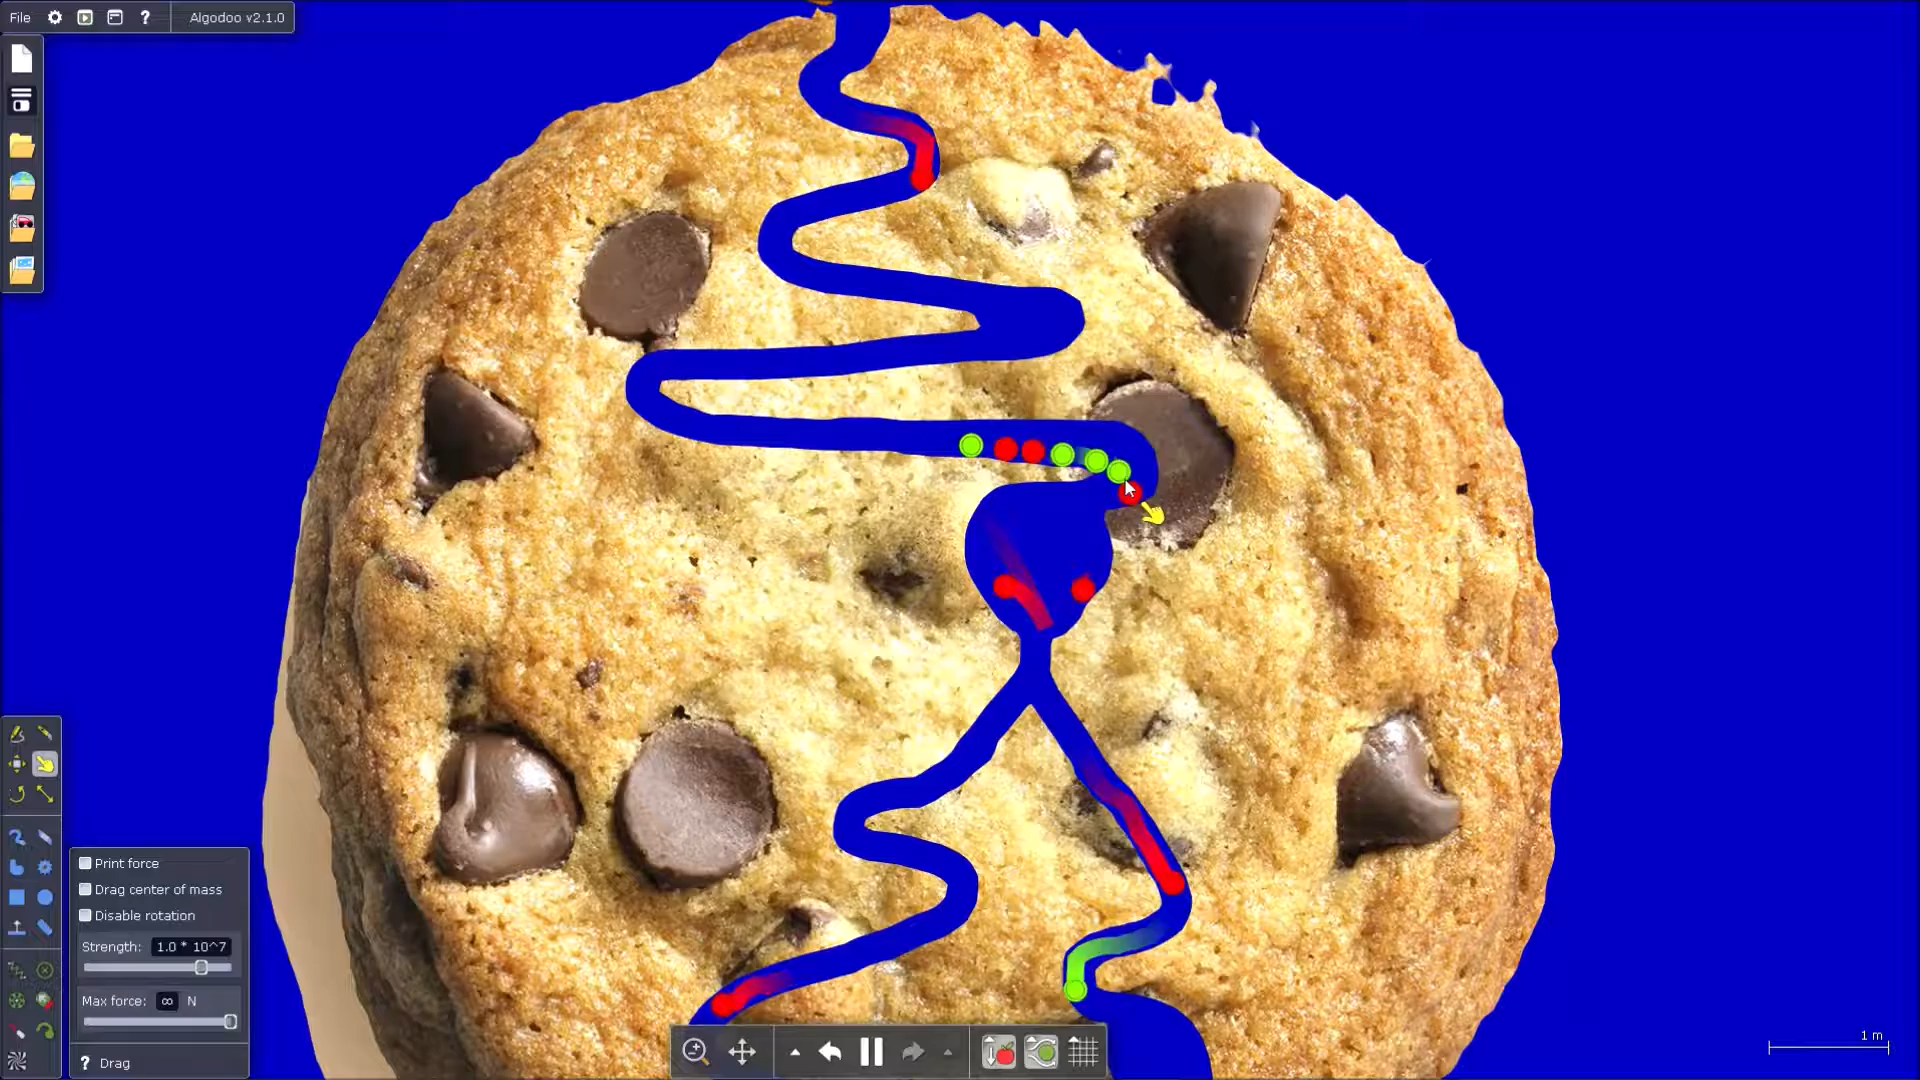 File ? Algodoo v2.1.0
Print force
Drag center of mass
Disable rotation
Strength: 1.0 * 10^7
Max force: ∞ N
? Drag
1 m